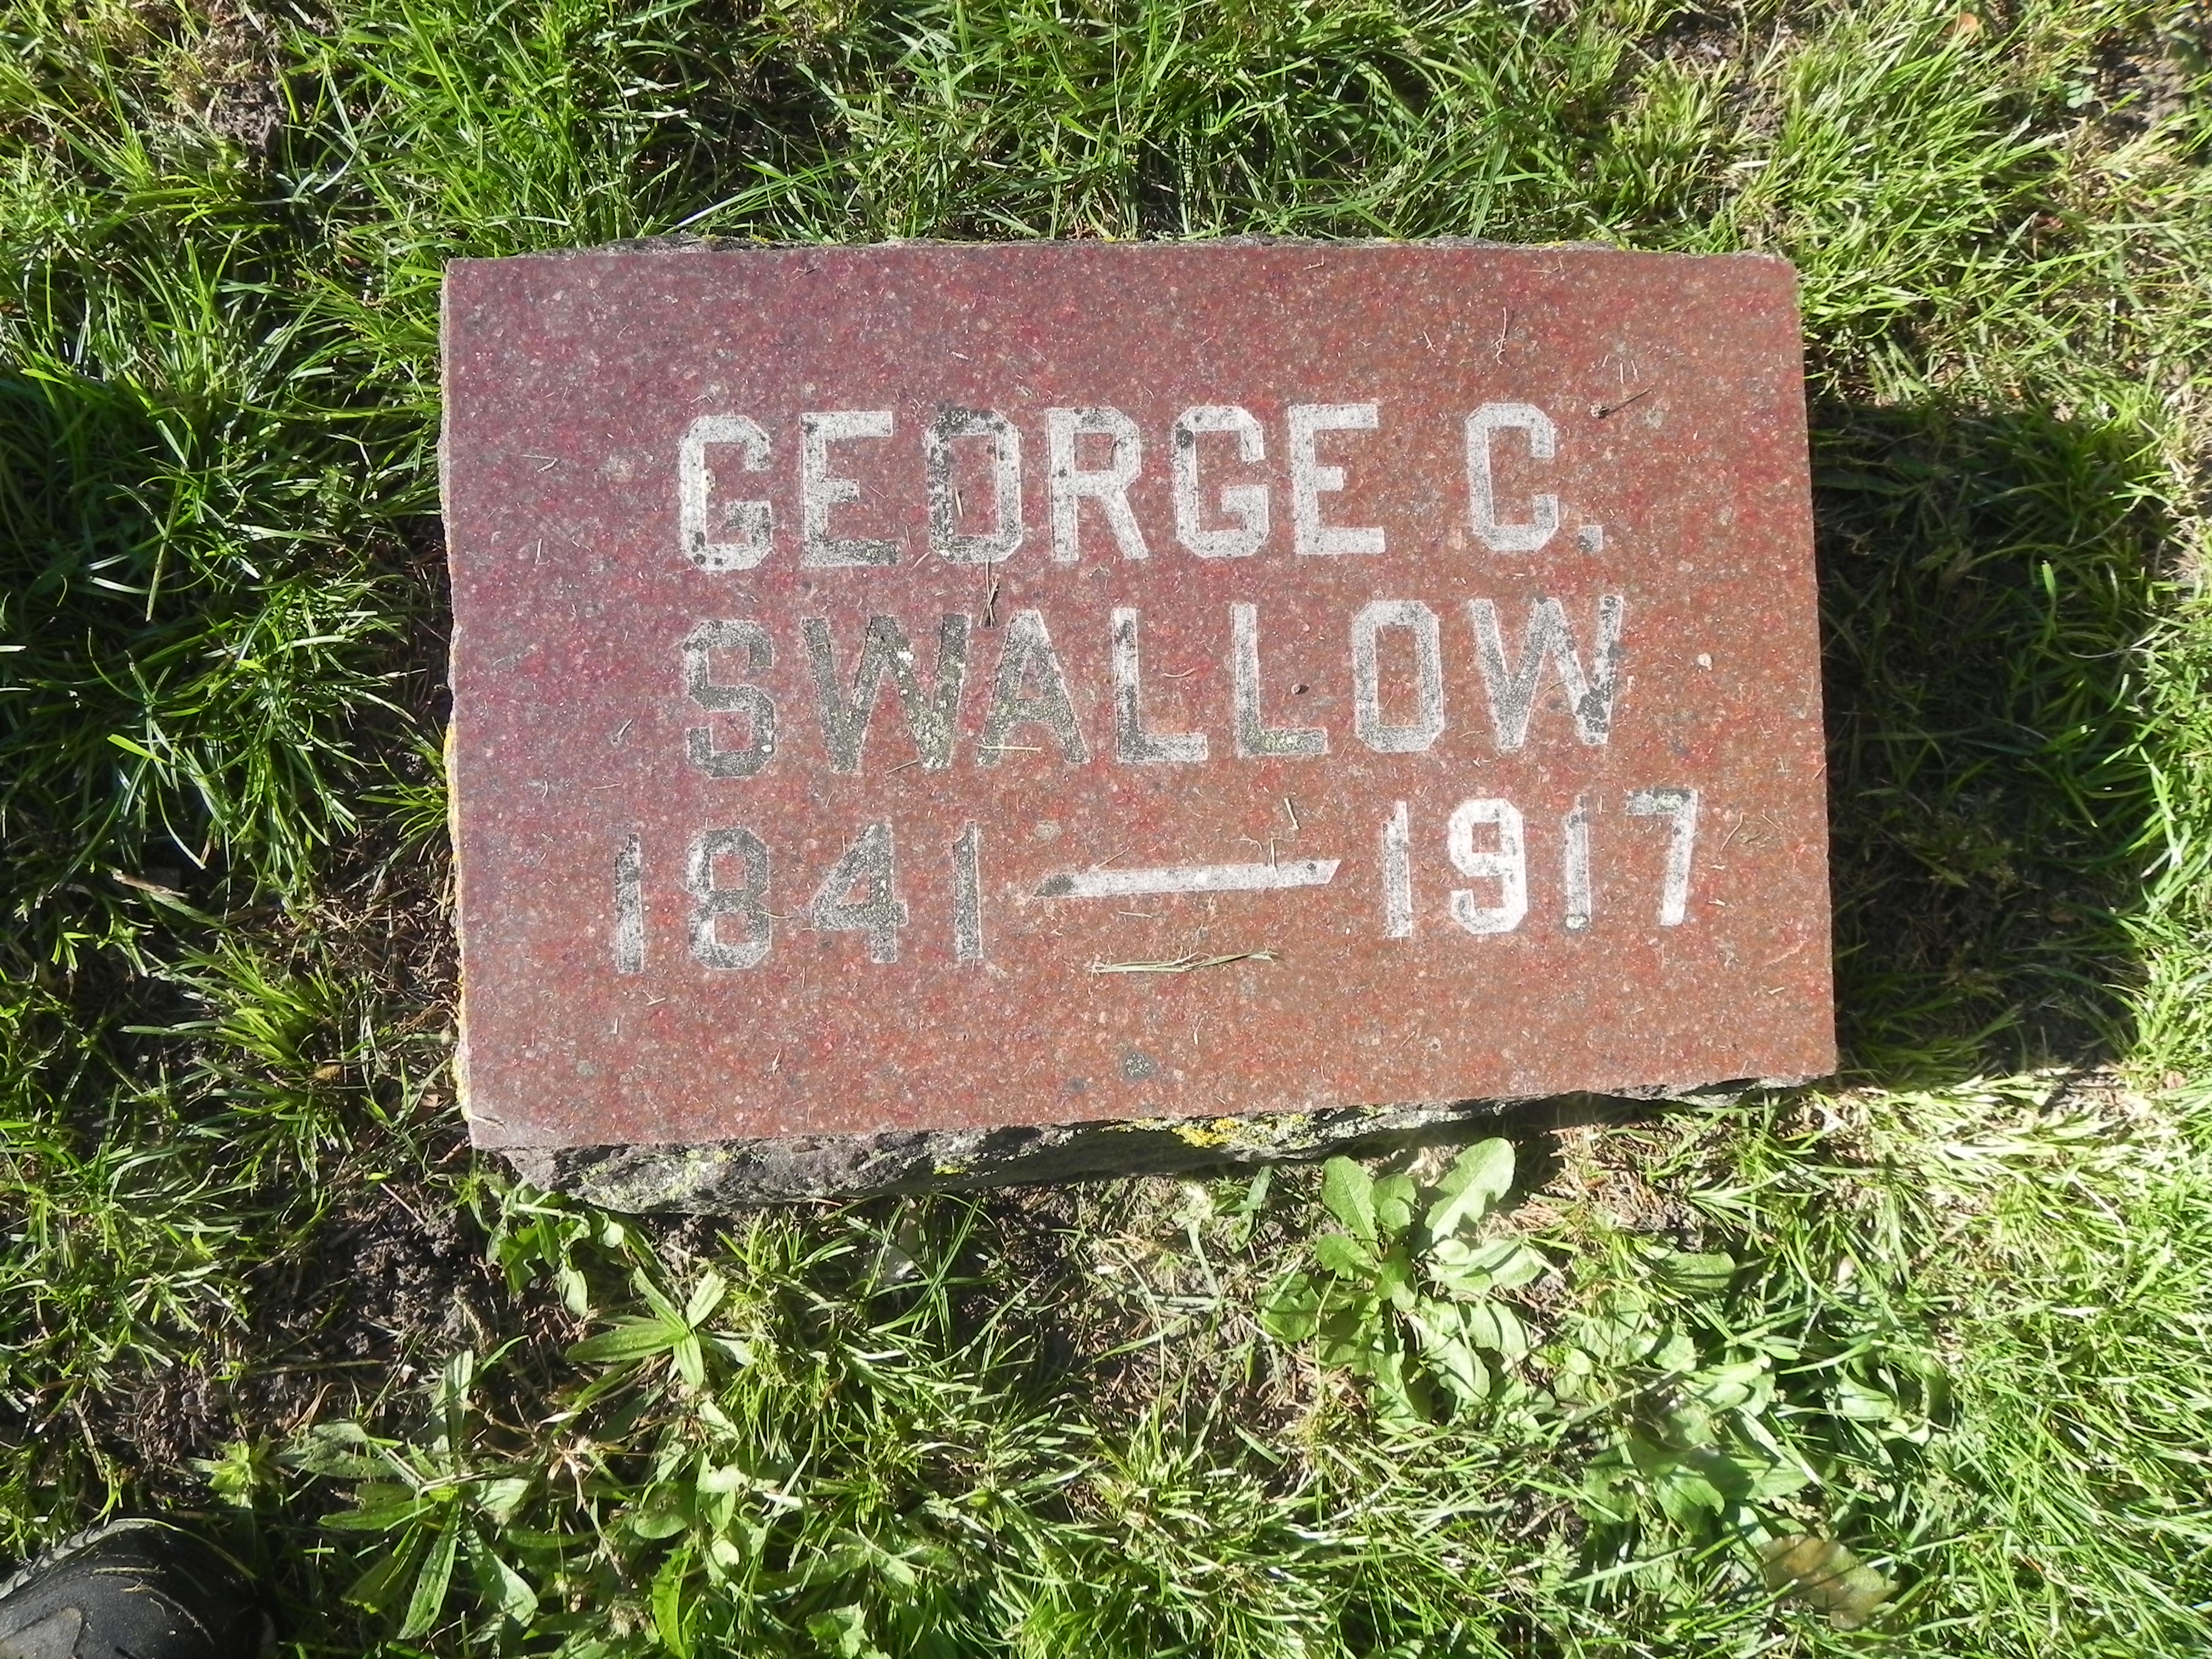 GEORGE C.
SWALLOW
1841 — 1917